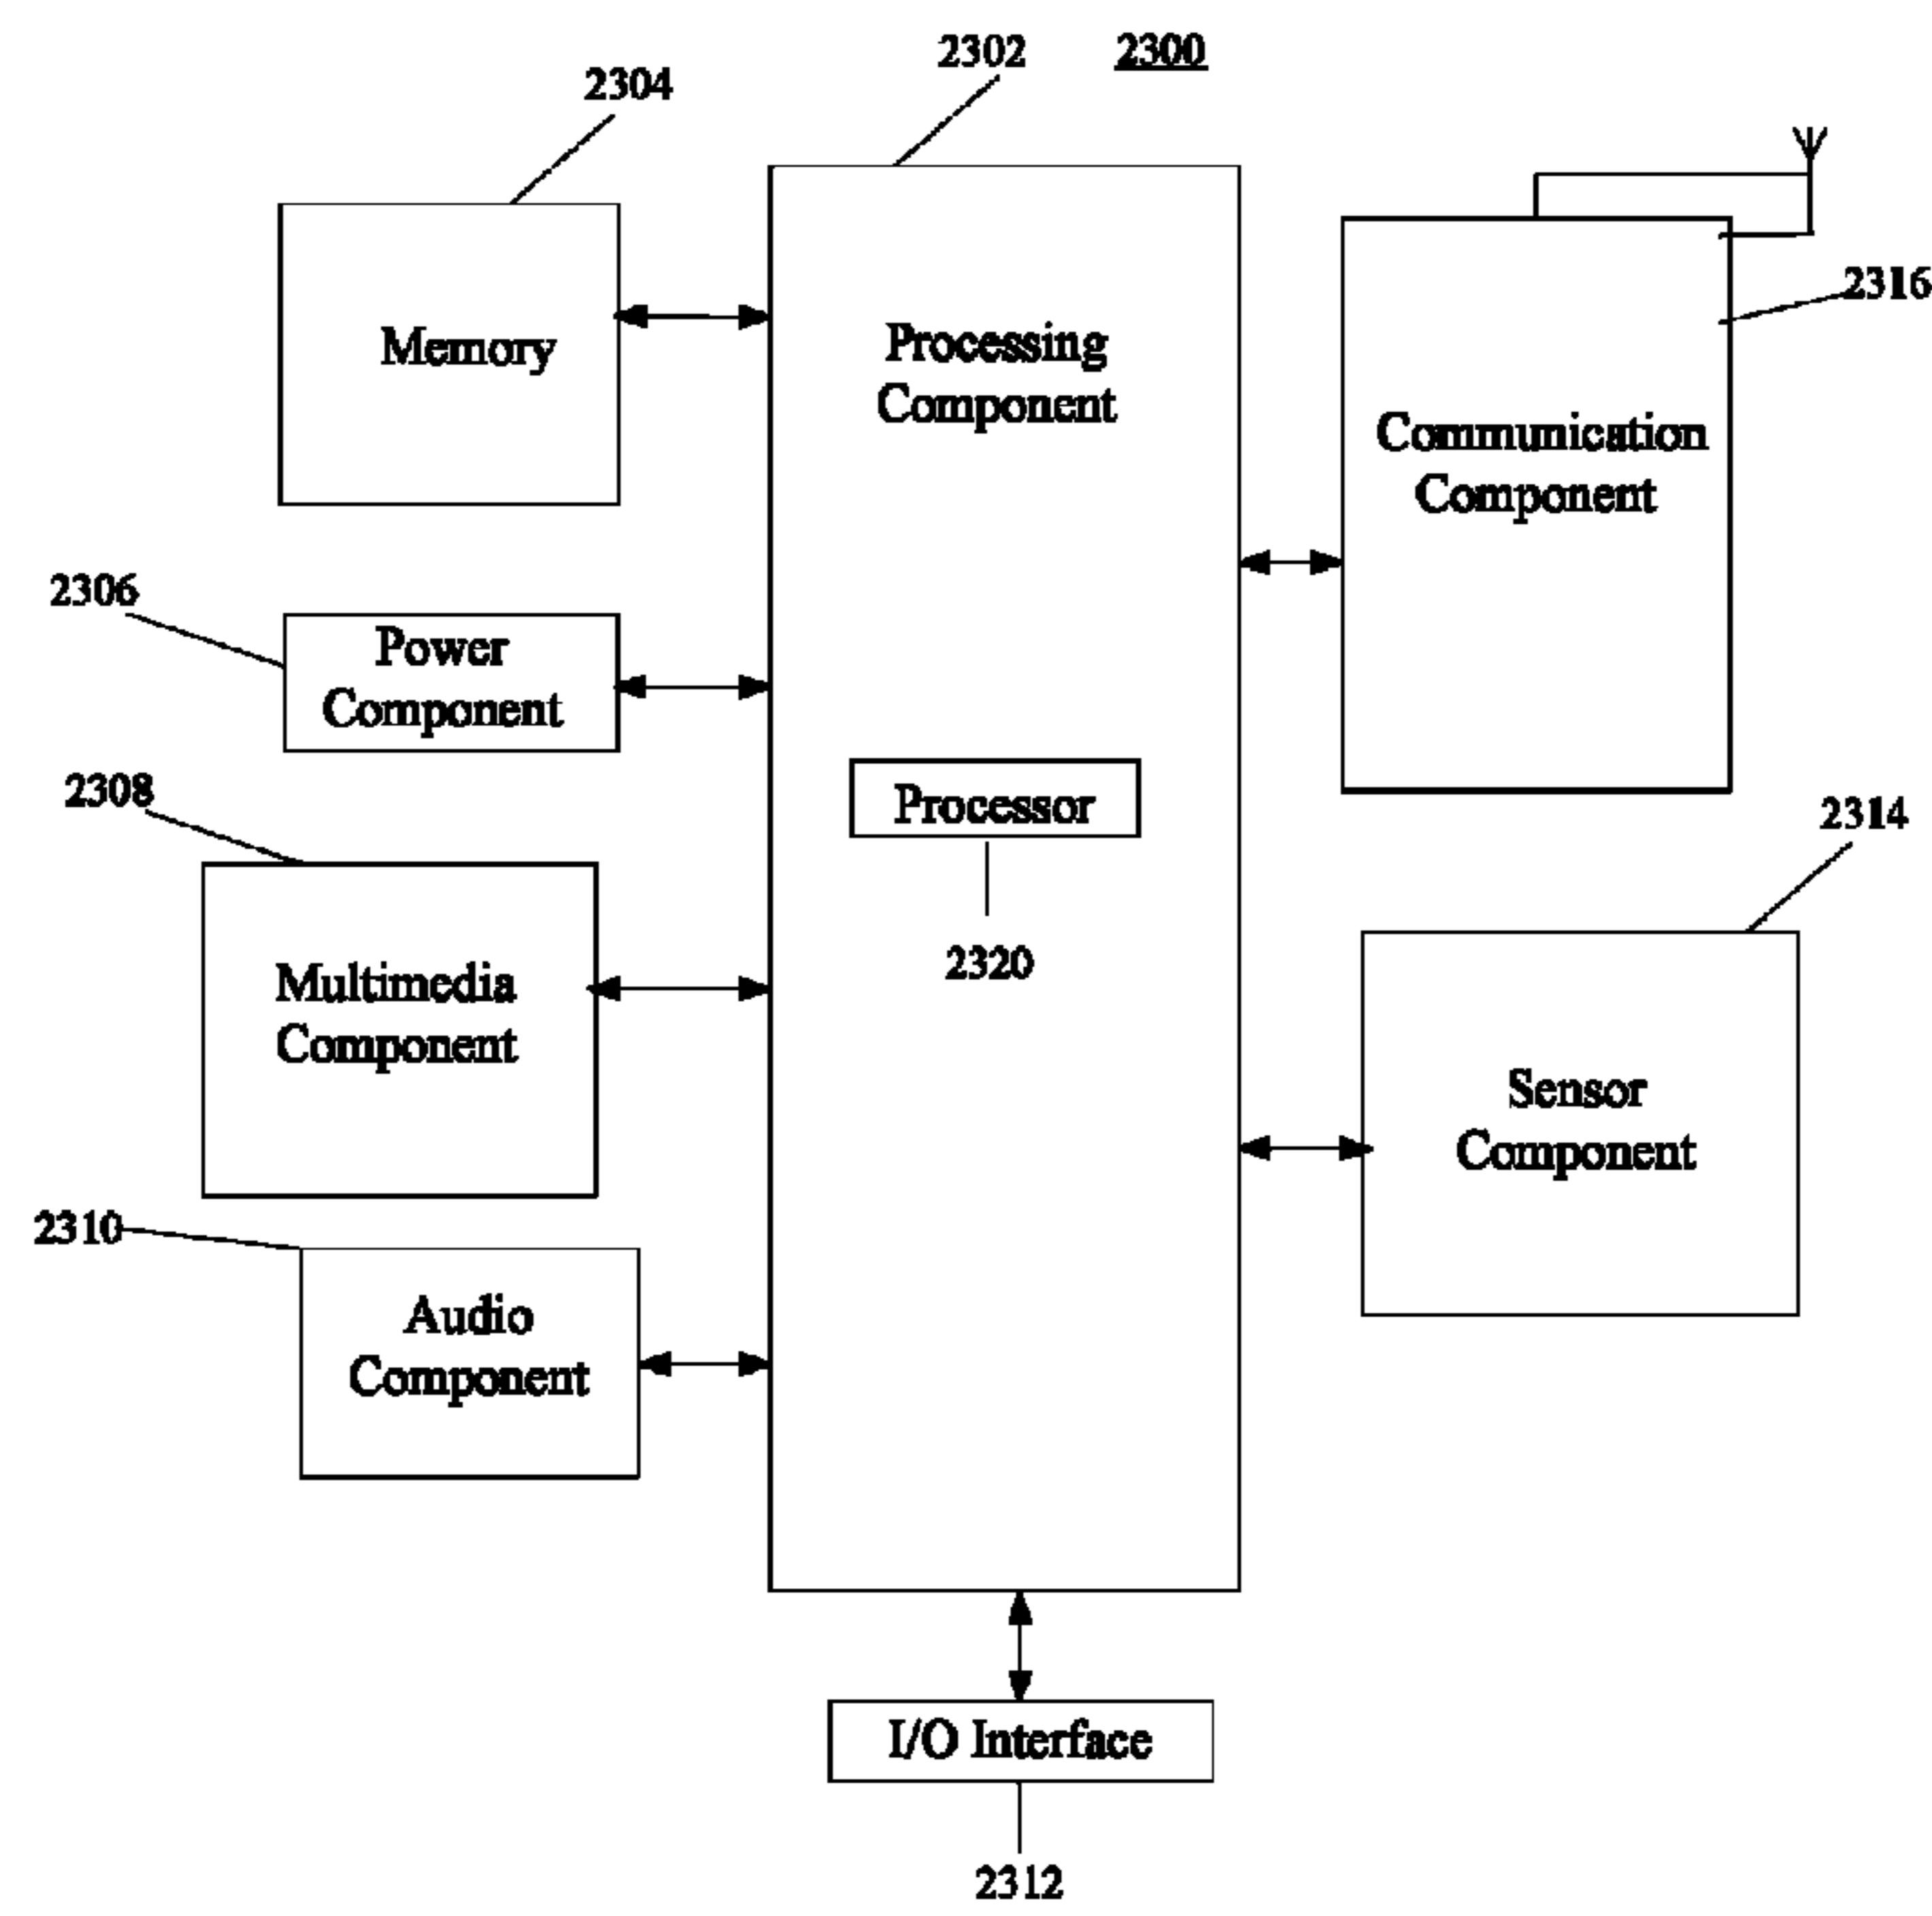 2302
2300
2304
2316
Memory
Processing
Component
Communication
Component
2306
Power
Component
2308
Processor
2314
2320
Multimedia
Component
Sensor
Component
2310
Audio
Component
I/O Interface
2312